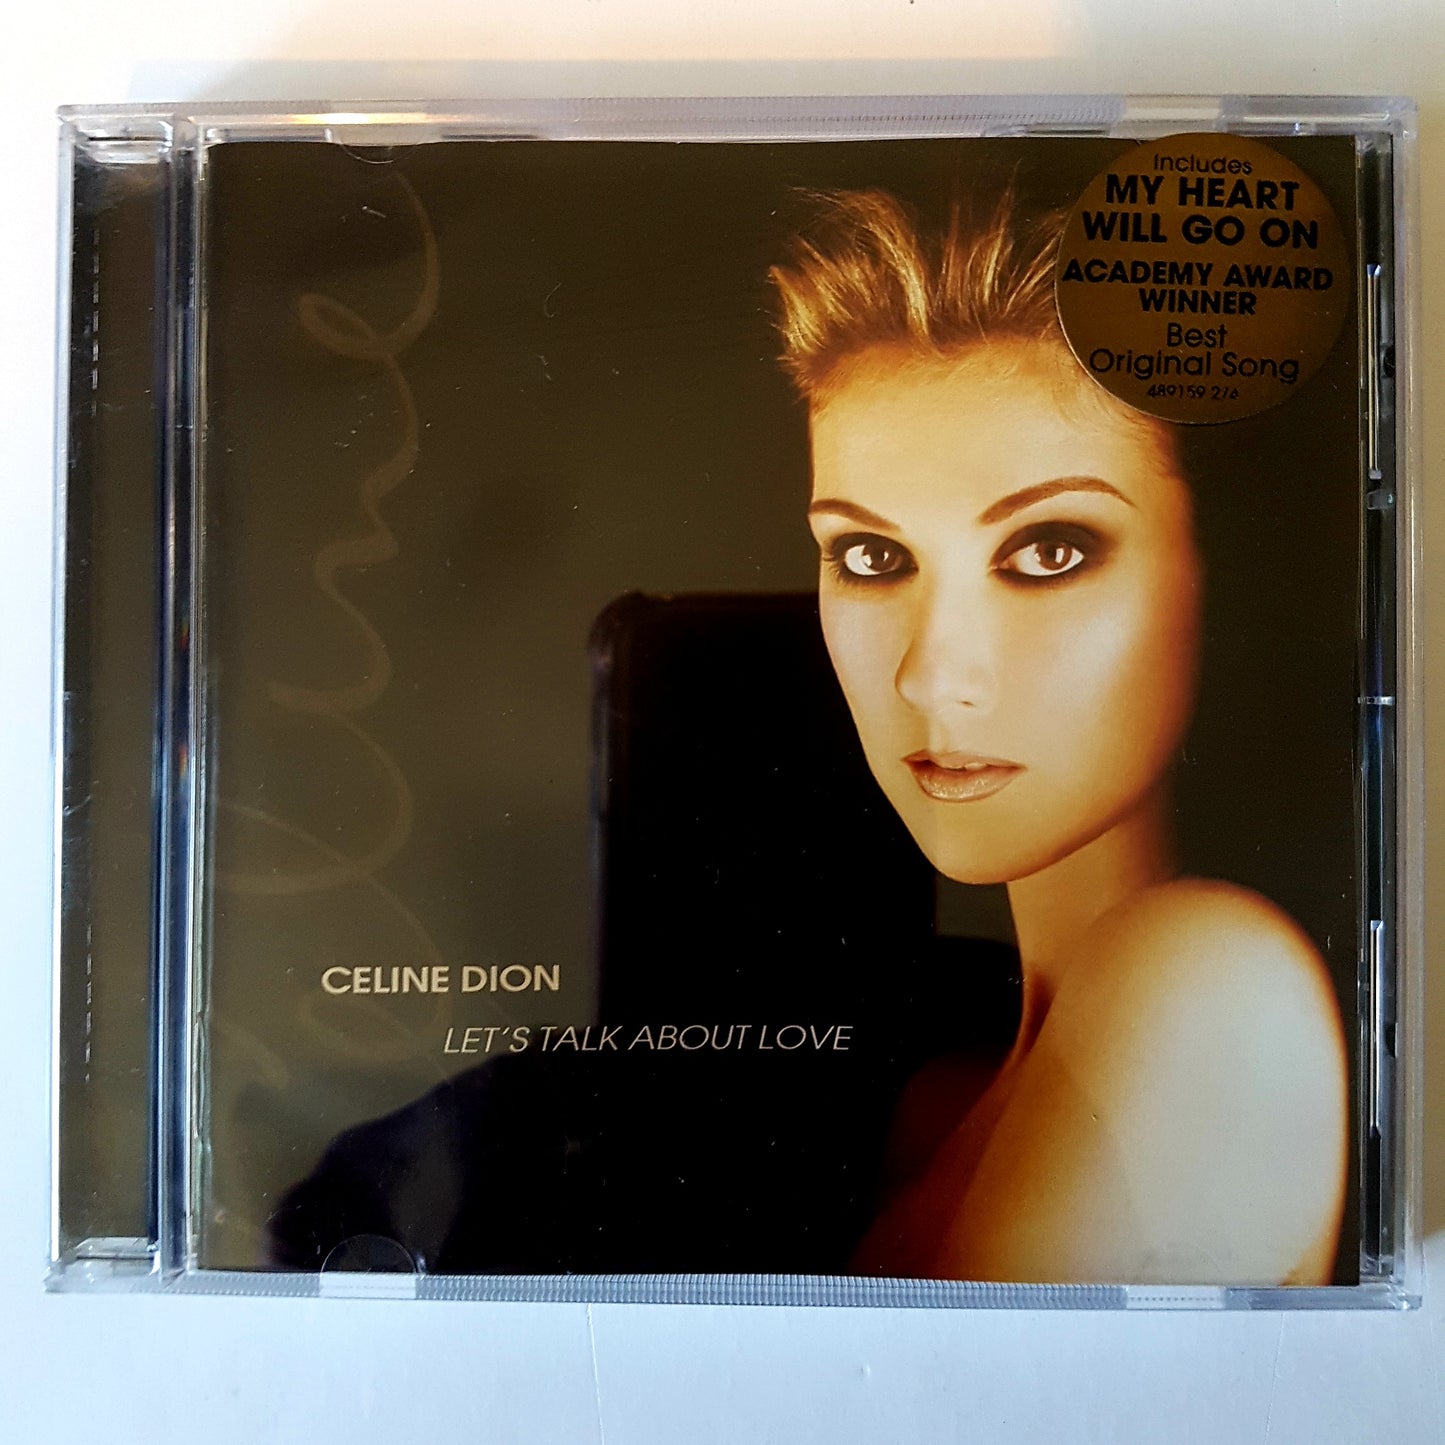 Includes
MY HEART
WILL GO ON
ACADEMY AWARD
WINNER
Best
Original Song
489159 2/4
CELINE DION
LET'S TALK ABOUT LOVE